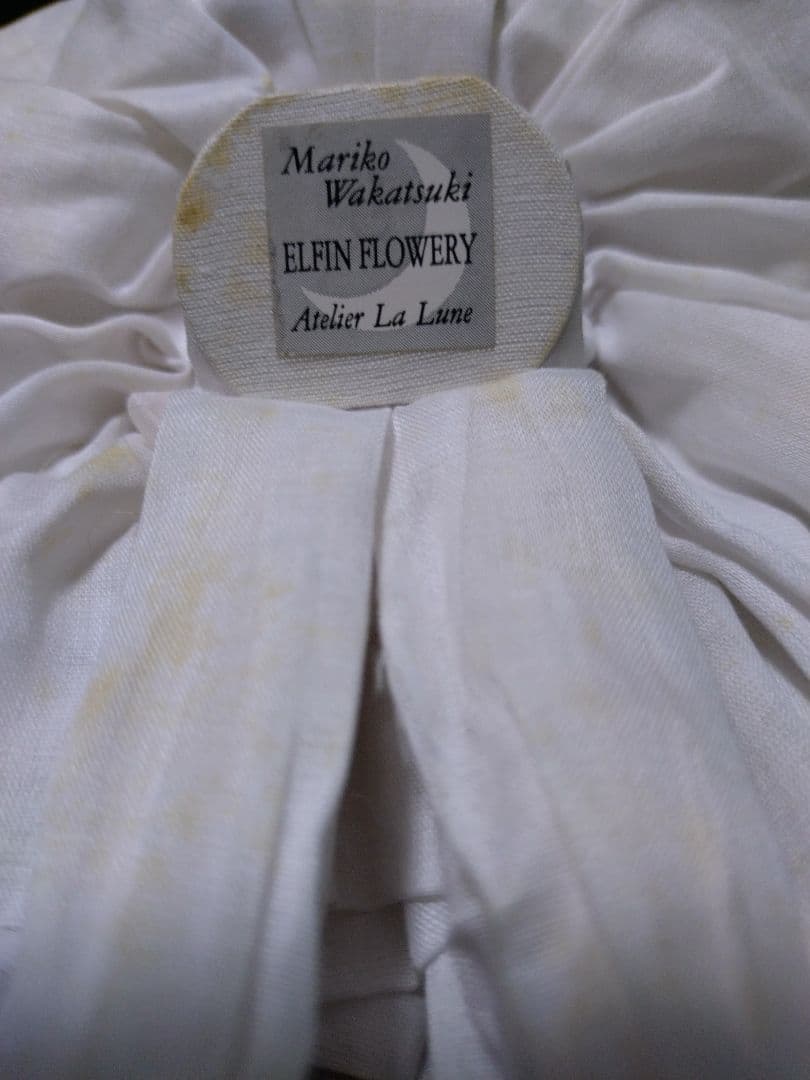 Mariko
Wakatsuki
ELFIN FLOWERY
Atelier La Lune